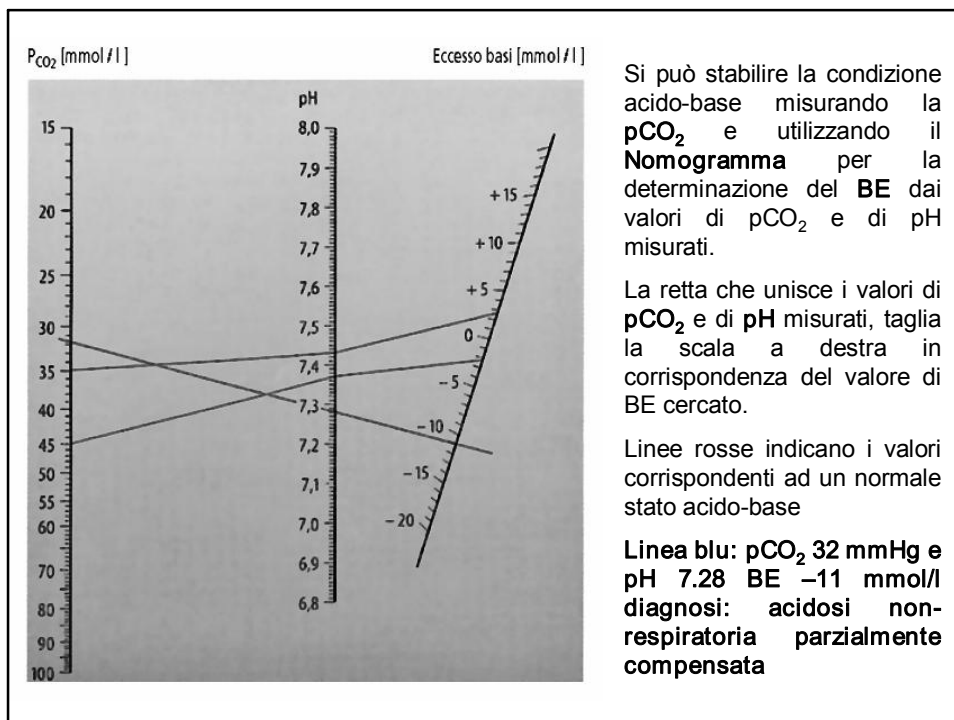 P_CO2 [mmol / l ]
Eccesso basi [mmol / l ]
pH
15
20
25
30
35
40
45
50
55
60
70
80
90
100
8,0
7,9
7,8
7,7
7,6
7,5
7,4
7,3
7,2
7,1
7,0
6,9
6,8
+ 15
+ 10
+ 5
0
– 5
– 10
– 15
– 20
Si può stabilire la condizione
acido-base misurando la
pCO2 e utilizzando il
Nomogramma per la
determinazione del BE dai
valori di pCO2 e di pH
misurati.
La retta che unisce i valori di
pCO2 e di pH misurati, taglia
la scala a destra in
corrispondenza del valore di
BE cercato.
Linee rosse indicano i valori
corrispondenti ad un normale
stato acido-base
Linea blu: pCO2 32 mmHg e
pH 7.28 BE –11 mmol/l
diagnosi: acidosi non-
respiratoria parzialmente
compensata